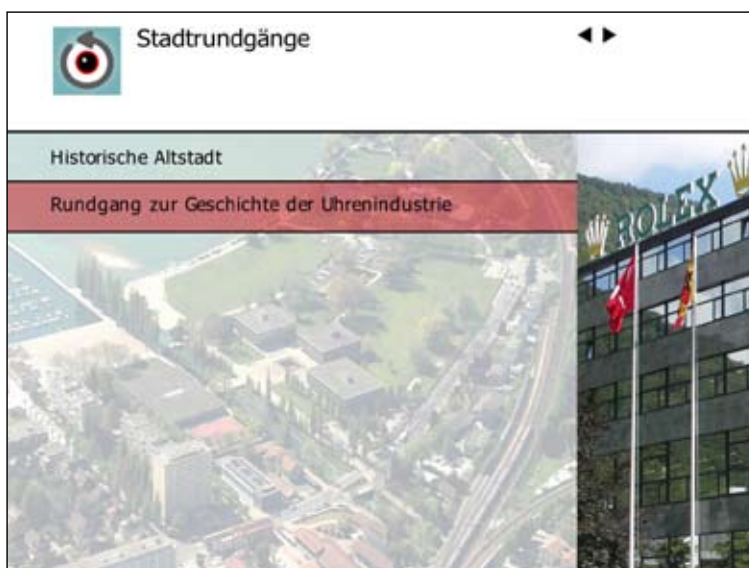 Stadtrundgänge
Historische Altstadt
Rundgang zur Geschichte der Uhrenindustrie
ROLEX